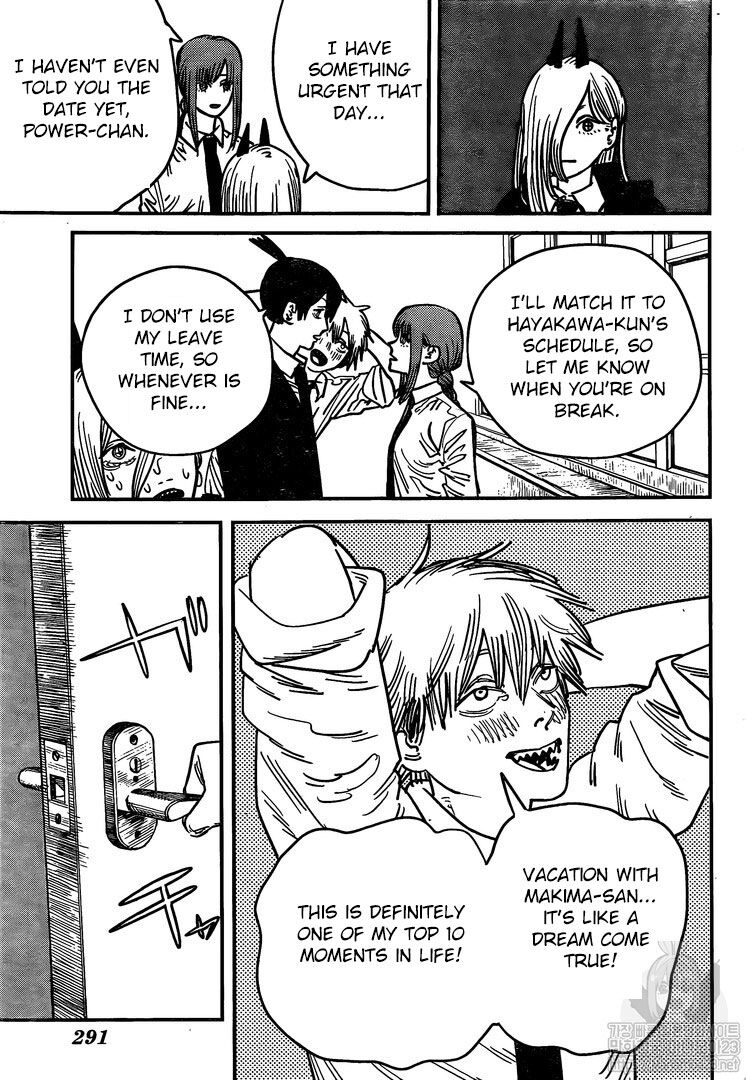 I HAVE
SOMETHING
URGENT THAT
DAY...
I HAVEN'T EVEN
TOLD YOU THE
DATE YET,
POWER-CHAN.
I'LL MATCH IT TO
HAYAKAWA-KUN'S
SCHEDULE, SO
LET ME KNOW
WHEN YOU'RE ON
BREAK.
I DON'T USE
MY LEAVE
TIME, SO
WHENEVER IS
FINE...
VACATION WITH
MAKIMA-SAN...
IT'S LIKE A
DREAM COME
TRUE!
THIS IS DEFINITELY
ONE OF MY TOP 10
MOMENTS IN LIFE!
291